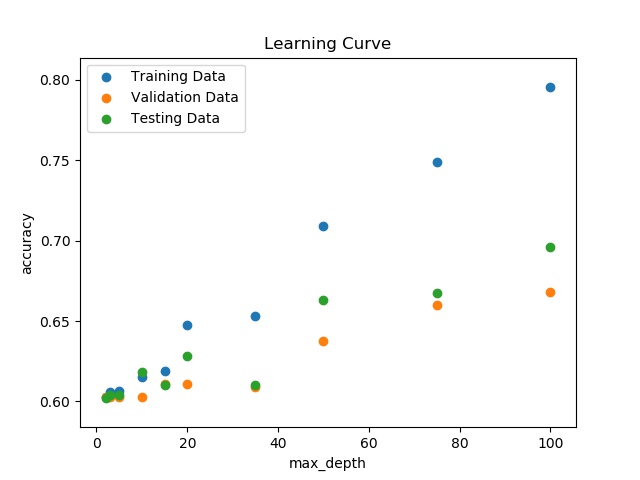 Learning Curve
Training Data
Validation Data
Testing Data
0.80
0.75
0.70
0.65
0.60
accuracy
0 20 40 60 80 100
max_depth